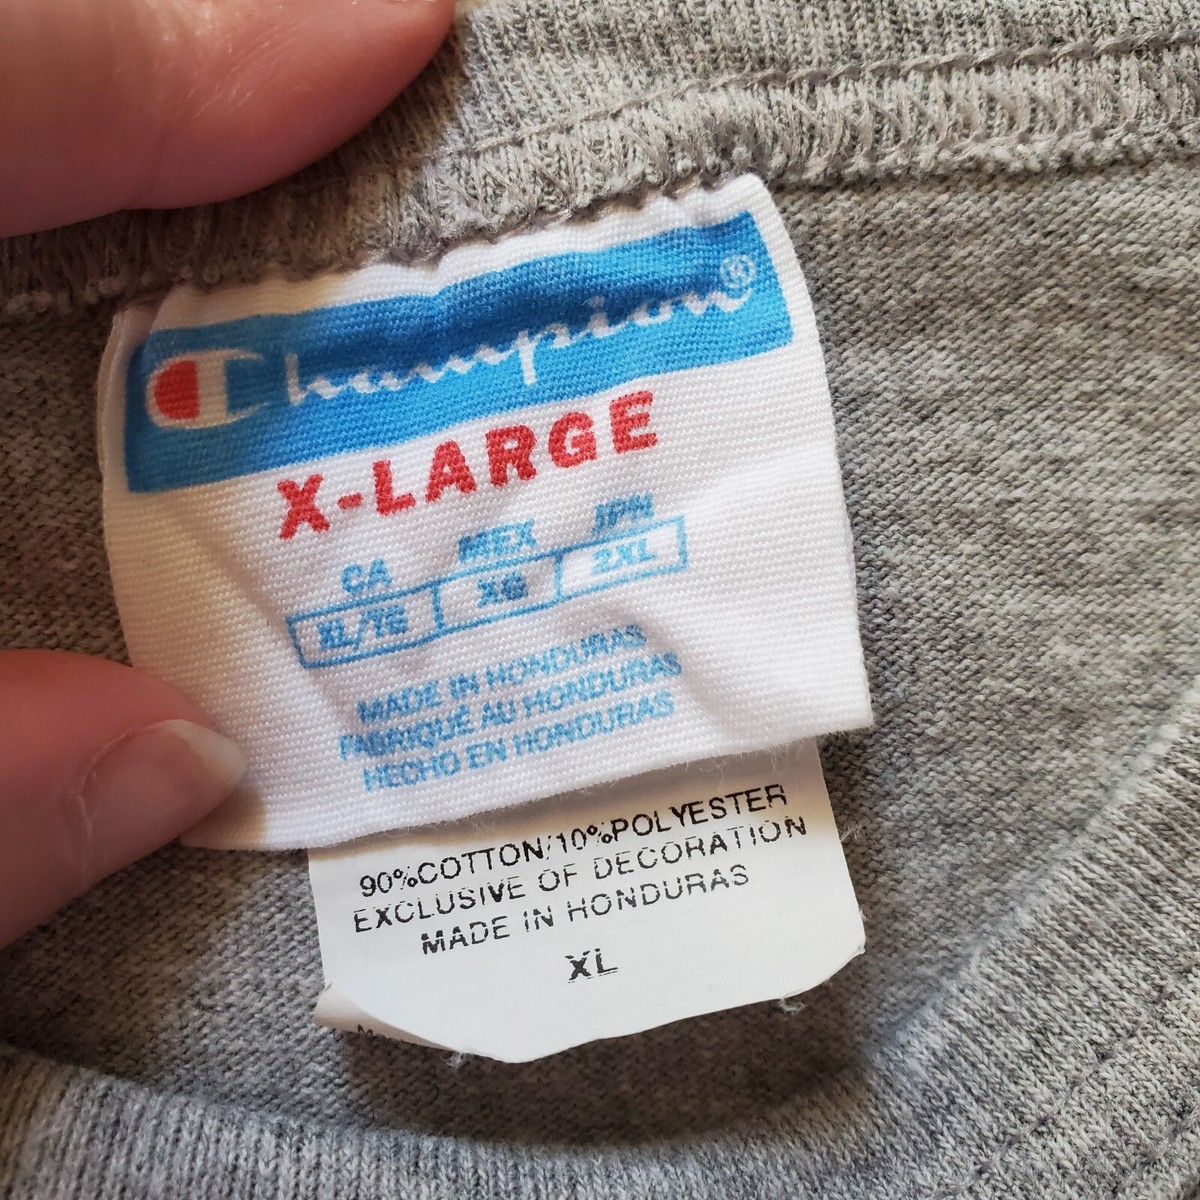 Champion®
X-LARGE
CA MEX JPN
XL/TG XG 2XL
MADE IN HONDURAS
FABRIQUÉ AU HONDURAS
HECHO EN HONDURAS
90%COTTON/10%POLYESTER
EXCLUSIVE OF DECORATION
MADE IN HONDURAS
XL